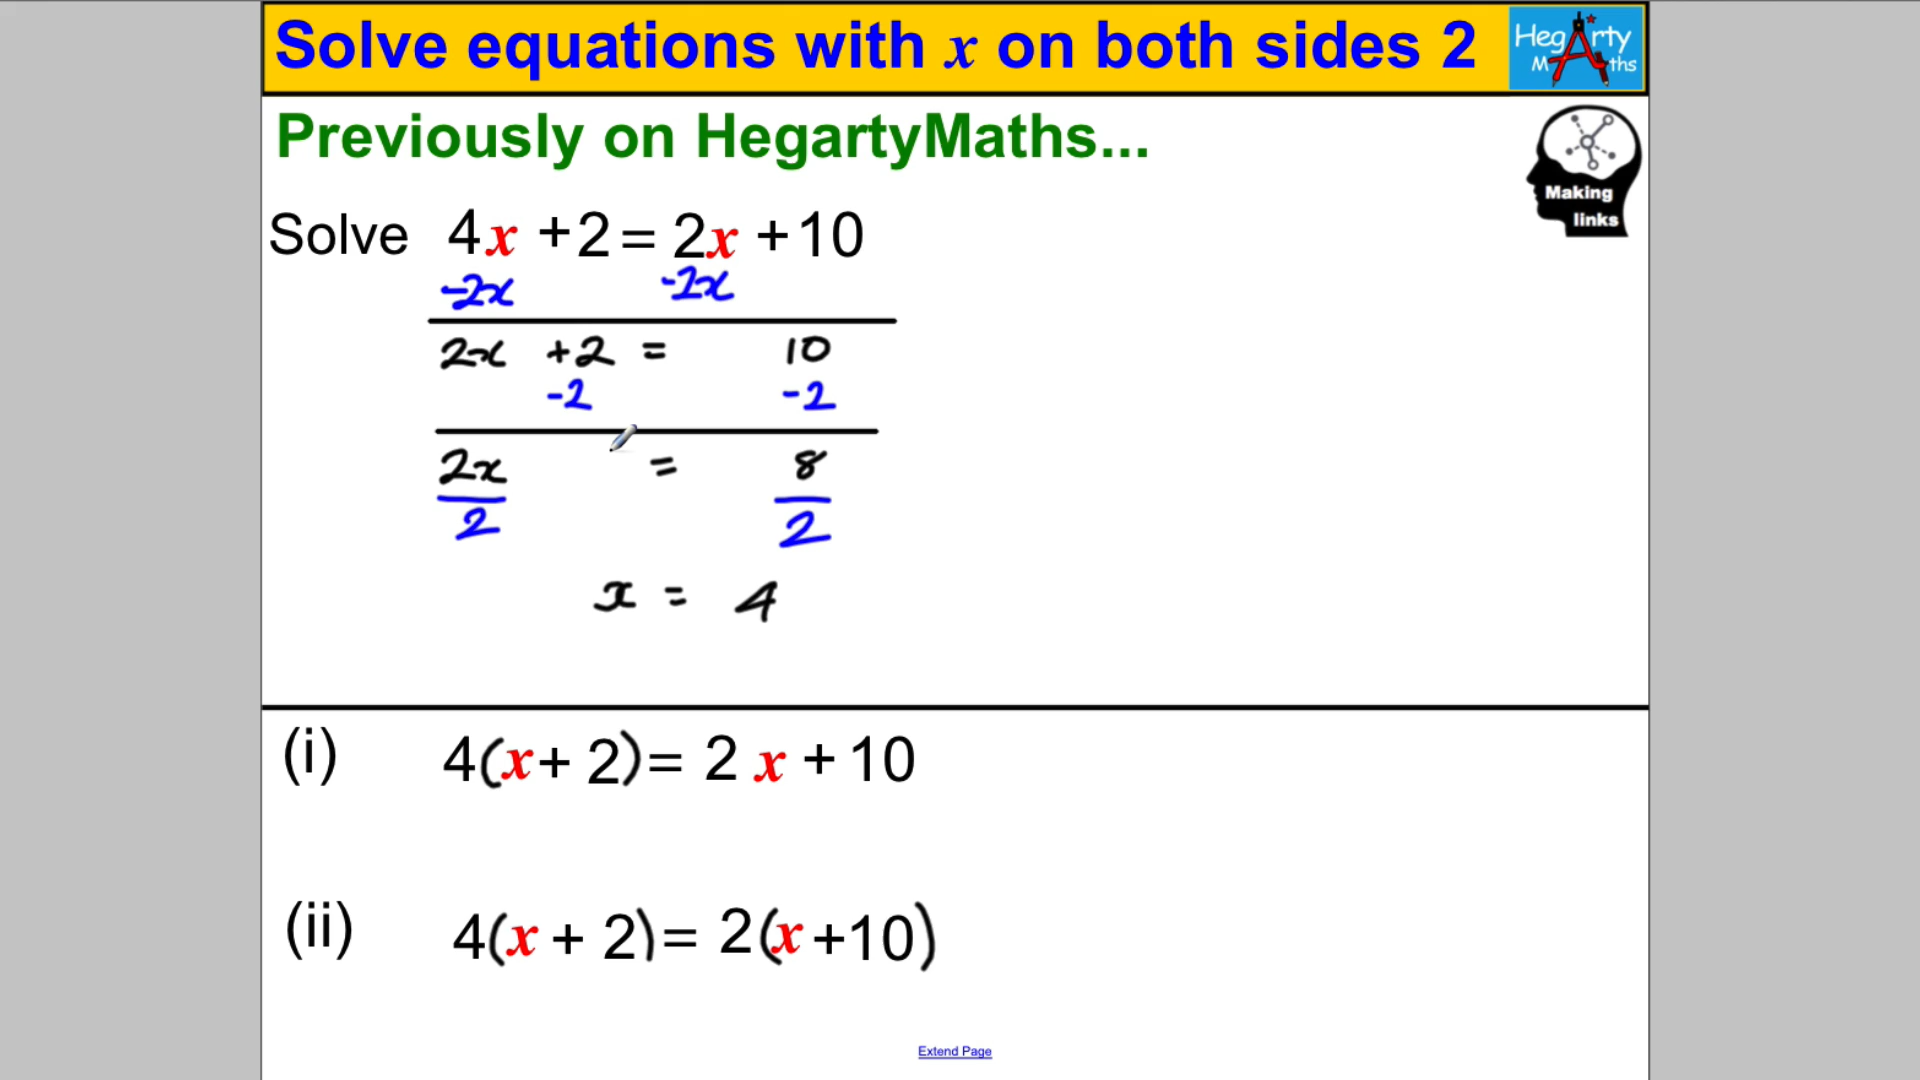 Solve equations with x on both sides 2
HegArty
Maths
Previously on HegartyMaths...
Making
links
Solve 4x +2= 2x +10
-2x -2x
2x +2 = 10
-2 -2
2x = 8
2 2
x = 4
(i) 4(x+ 2)= 2 x + 10
(ii) 4(x + 2)= 2(x +10)
Extend Page